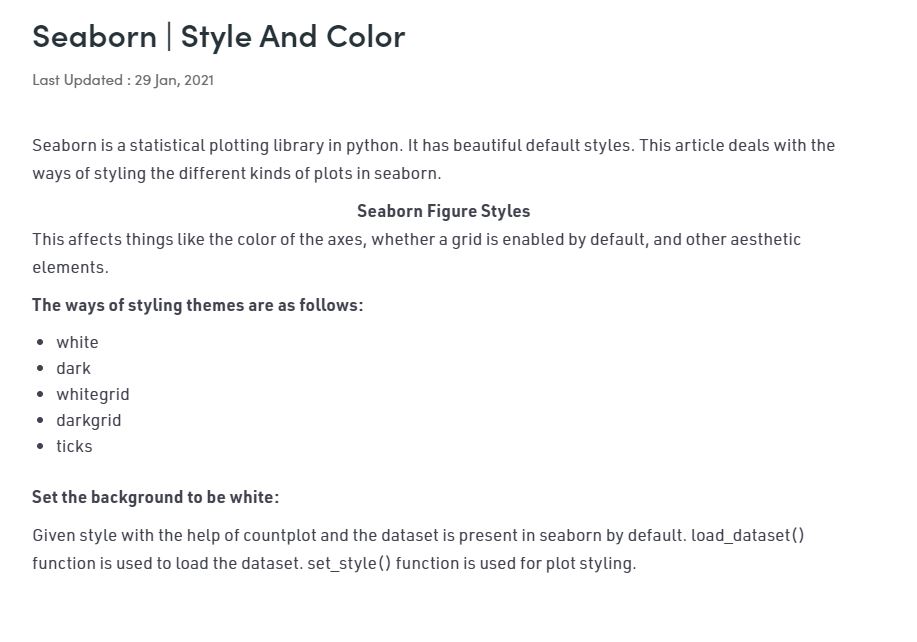 Seaborn | Style And Color
Last Updated : 29 Jan, 2021
Seaborn is a statistical plotting library in python. It has beautiful default styles. This article deals with the
ways of styling the different kinds of plots in seaborn.
Seaborn Figure Styles
This affects things like the color of the axes, whether a grid is enabled by default, and other aesthetic
elements.
The ways of styling themes are as follows:
• white
• dark
• whitegrid
• darkgrid
• ticks
Set the background to be white:
Given style with the help of countplot and the dataset is present in seaborn by default. load_dataset()
function is used to load the dataset. set_style() function is used for plot styling.